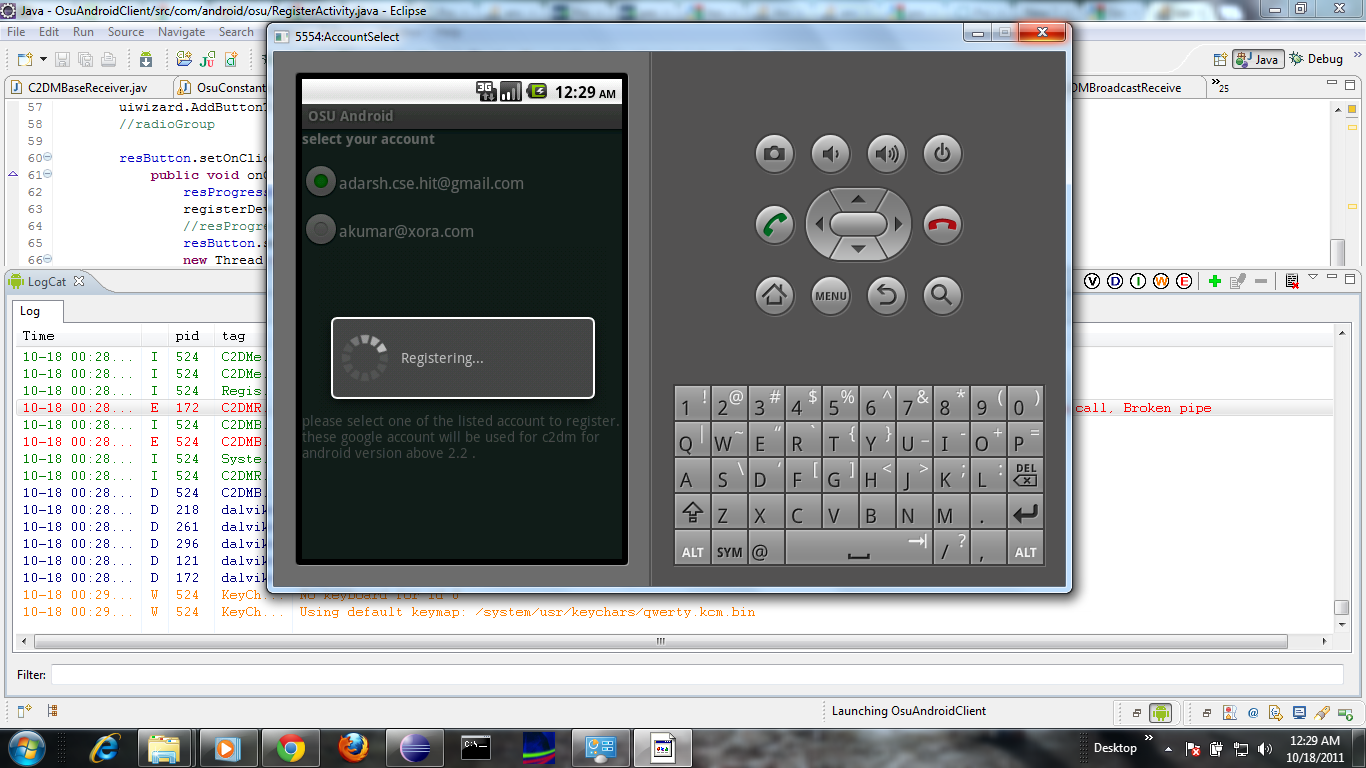 Java - OsuAndroidClient/src/com/android/osu/RegisterActivity.java - Eclipse
File Edit Run Source Navigate Search
5554:AccountSelect
Java Debug
C2DMBaseReceiver.jav
OsuConstant
DMBroadcastReceive
25
57 uiwizard.AddButtonT
58 //radioGroup
59
60 resButton.setOnClic
61 public void onC
62 resProgress
63 registerDev
64 //resProgre
65 resButton.s
66 new Thread
3G 12:29 AM
OSU Android
select your account
adarsh.cse.hit@gmail.com
akumar@xora.com
Registering...
please select one of the listed account to register.
these google account will be used for c2dm for
android version above 2.2 .
MENU
1 ! 2 @ 3 # 4 $ 5 % 6 ^ 7 & 8 * 9 ( 0 )
Q | W ~ E “ R ` T { Y } U _ I - O + P =
A S \ D ‘ F [ G ] H < J > K ; L : DEL
Z X C V B N M .
ALT SYM @ / ? , ALT
LogCat
V D I W E
Log
Time pid tag
10-18 00:28... I 524 C2DMe.
10-18 00:28... I 524 C2DMe.
10-18 00:28... I 524 Regis
10-18 00:28... E 172 C2DMR call, Broken pipe
10-18 00:28... I 524 C2DMB.
10-18 00:28... E 524 C2DMB.
10-18 00:28... I 524 Syste.
10-18 00:28... I 524 C2DMR.
10-18 00:28... D 524 C2DMB.
10-18 00:28... D 218 dalvik
10-18 00:28... D 261 dalvik
10-18 00:28... D 296 dalvik
10-18 00:28... D 121 dalvik
10-18 00:28... D 172 dalvik
10-18 00:29... W 524 KeyCh... No keyboard for id 0
10-18 00:29... W 524 KeyCh... Using default keymap: /system/usr/keychars/qwerty.kcm.bin
Filter:
Launching OsuAndroidClient
Desktop
12:29 AM
10/18/2011